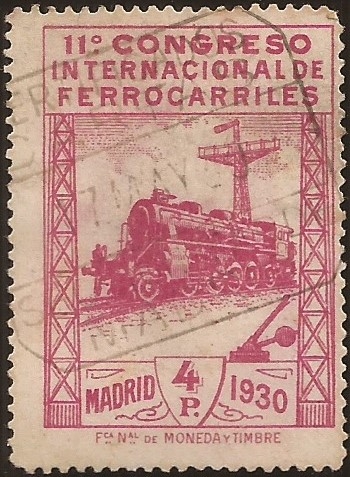 11º CONGRESO
INTERNACIONAL DE
FERROCARRILES
MADRID 4 P. 1930
FCA NAL DE MONEDA Y TIMBRE